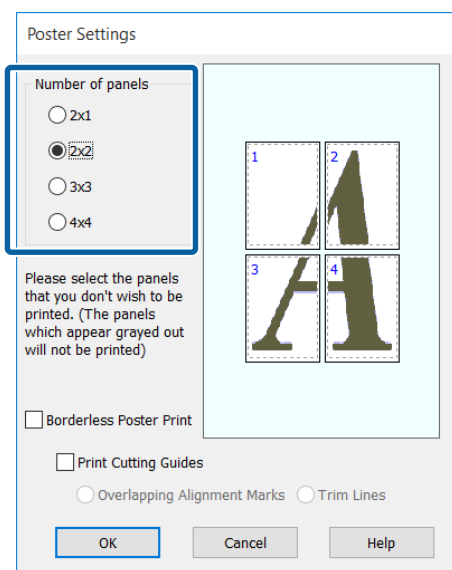 Poster Settings
Number of panels
2x1
2x2
3x3
4x4
1 2
3 4
Please select the panels
that you don't wish to be
printed. (The panels
which appear grayed out
will not be printed)
Borderless Poster Print
Print Cutting Guides
Overlapping Alignment Marks Trim Lines
OK Cancel Help